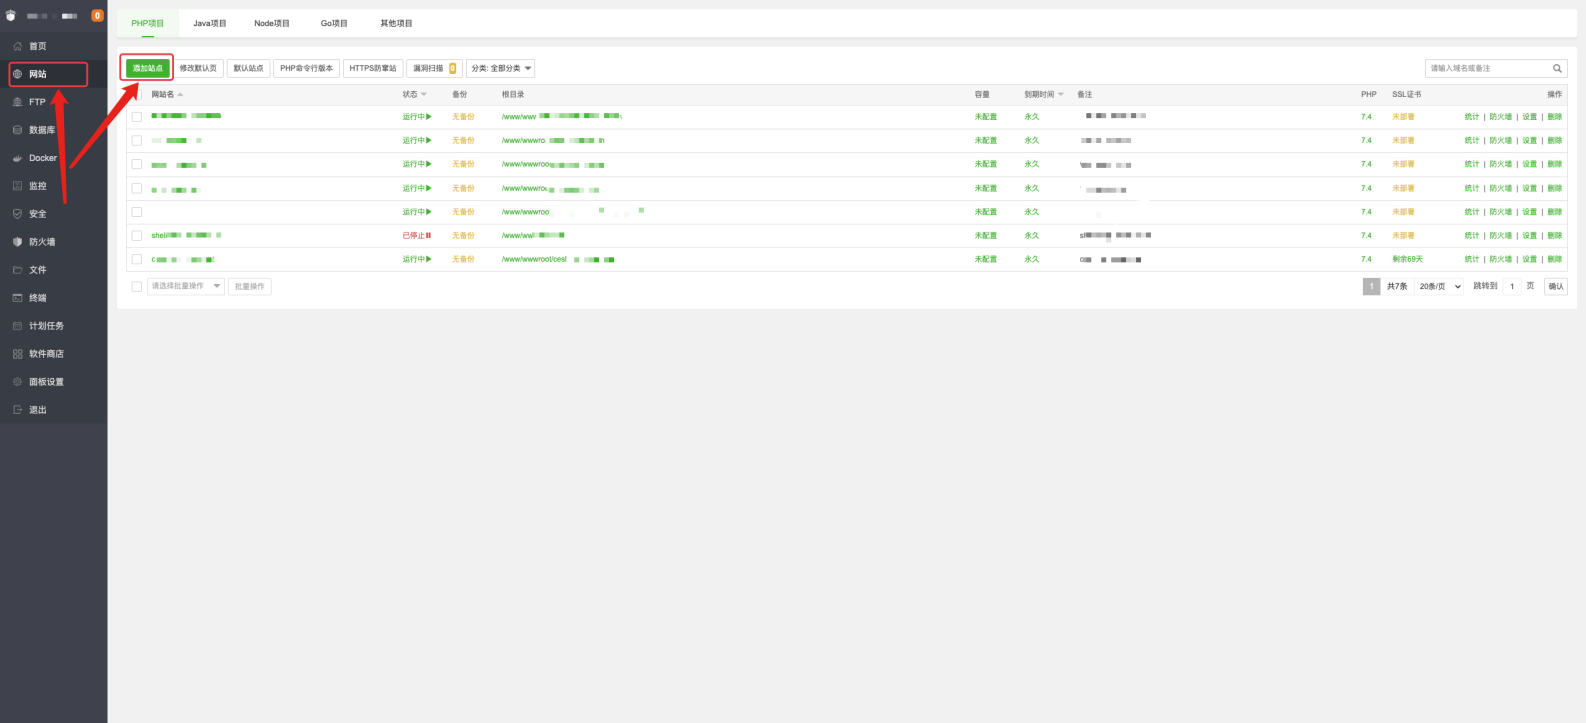 0
首页
网站
FTP
数据库
Docker
监控
安全
防火墙
文件
终端
计划任务
软件商店
面板设置
退出
PHP项目 Java项目 Node项目 Go项目 其他项目
添加站点 修改默认页 默认站点 PHP命令行版本 HTTPS防窜站 漏洞扫描 0 分类: 全部分类 请输入域名或备注
网站名 状态 备份 根目录 容量 到期时间 备注 PHP SSL证书 操作
运行中 无备份 /www/wwwr 未配置 永久 7.4 未部署 统计 | 防火墙 | 设置 | 删除
运行中 无备份 /www/wwwro 未配置 永久 7.4 未部署 统计 | 防火墙 | 设置 | 删除
运行中 无备份 /www/wwwroo 未配置 永久 7.4 未部署 统计 | 防火墙 | 设置 | 删除
运行中 无备份 /www/wwwro 未配置 永久 7.4 未部署 统计 | 防火墙 | 设置 | 删除
运行中 无备份 /www/wwwroo 未配置 永久 7.4 未部署 统计 | 防火墙 | 设置 | 删除
已停止 无备份 /www/ww 未配置 永久 7.4 未部署 统计 | 防火墙 | 设置 | 删除
运行中 无备份 /www/wwwroot/cesh 未配置 永久 7.4 剩余69天 统计 | 防火墙 | 设置 | 删除
请选择批量操作 批量操作 1 共7条 20条/页 跳转到 1 页 确认